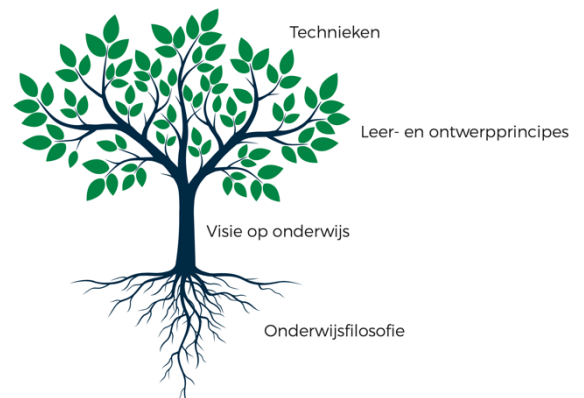 Technieken
Leer- en ontwerpprincipes
Visie op onderwijs
Onderwijsfilosofie